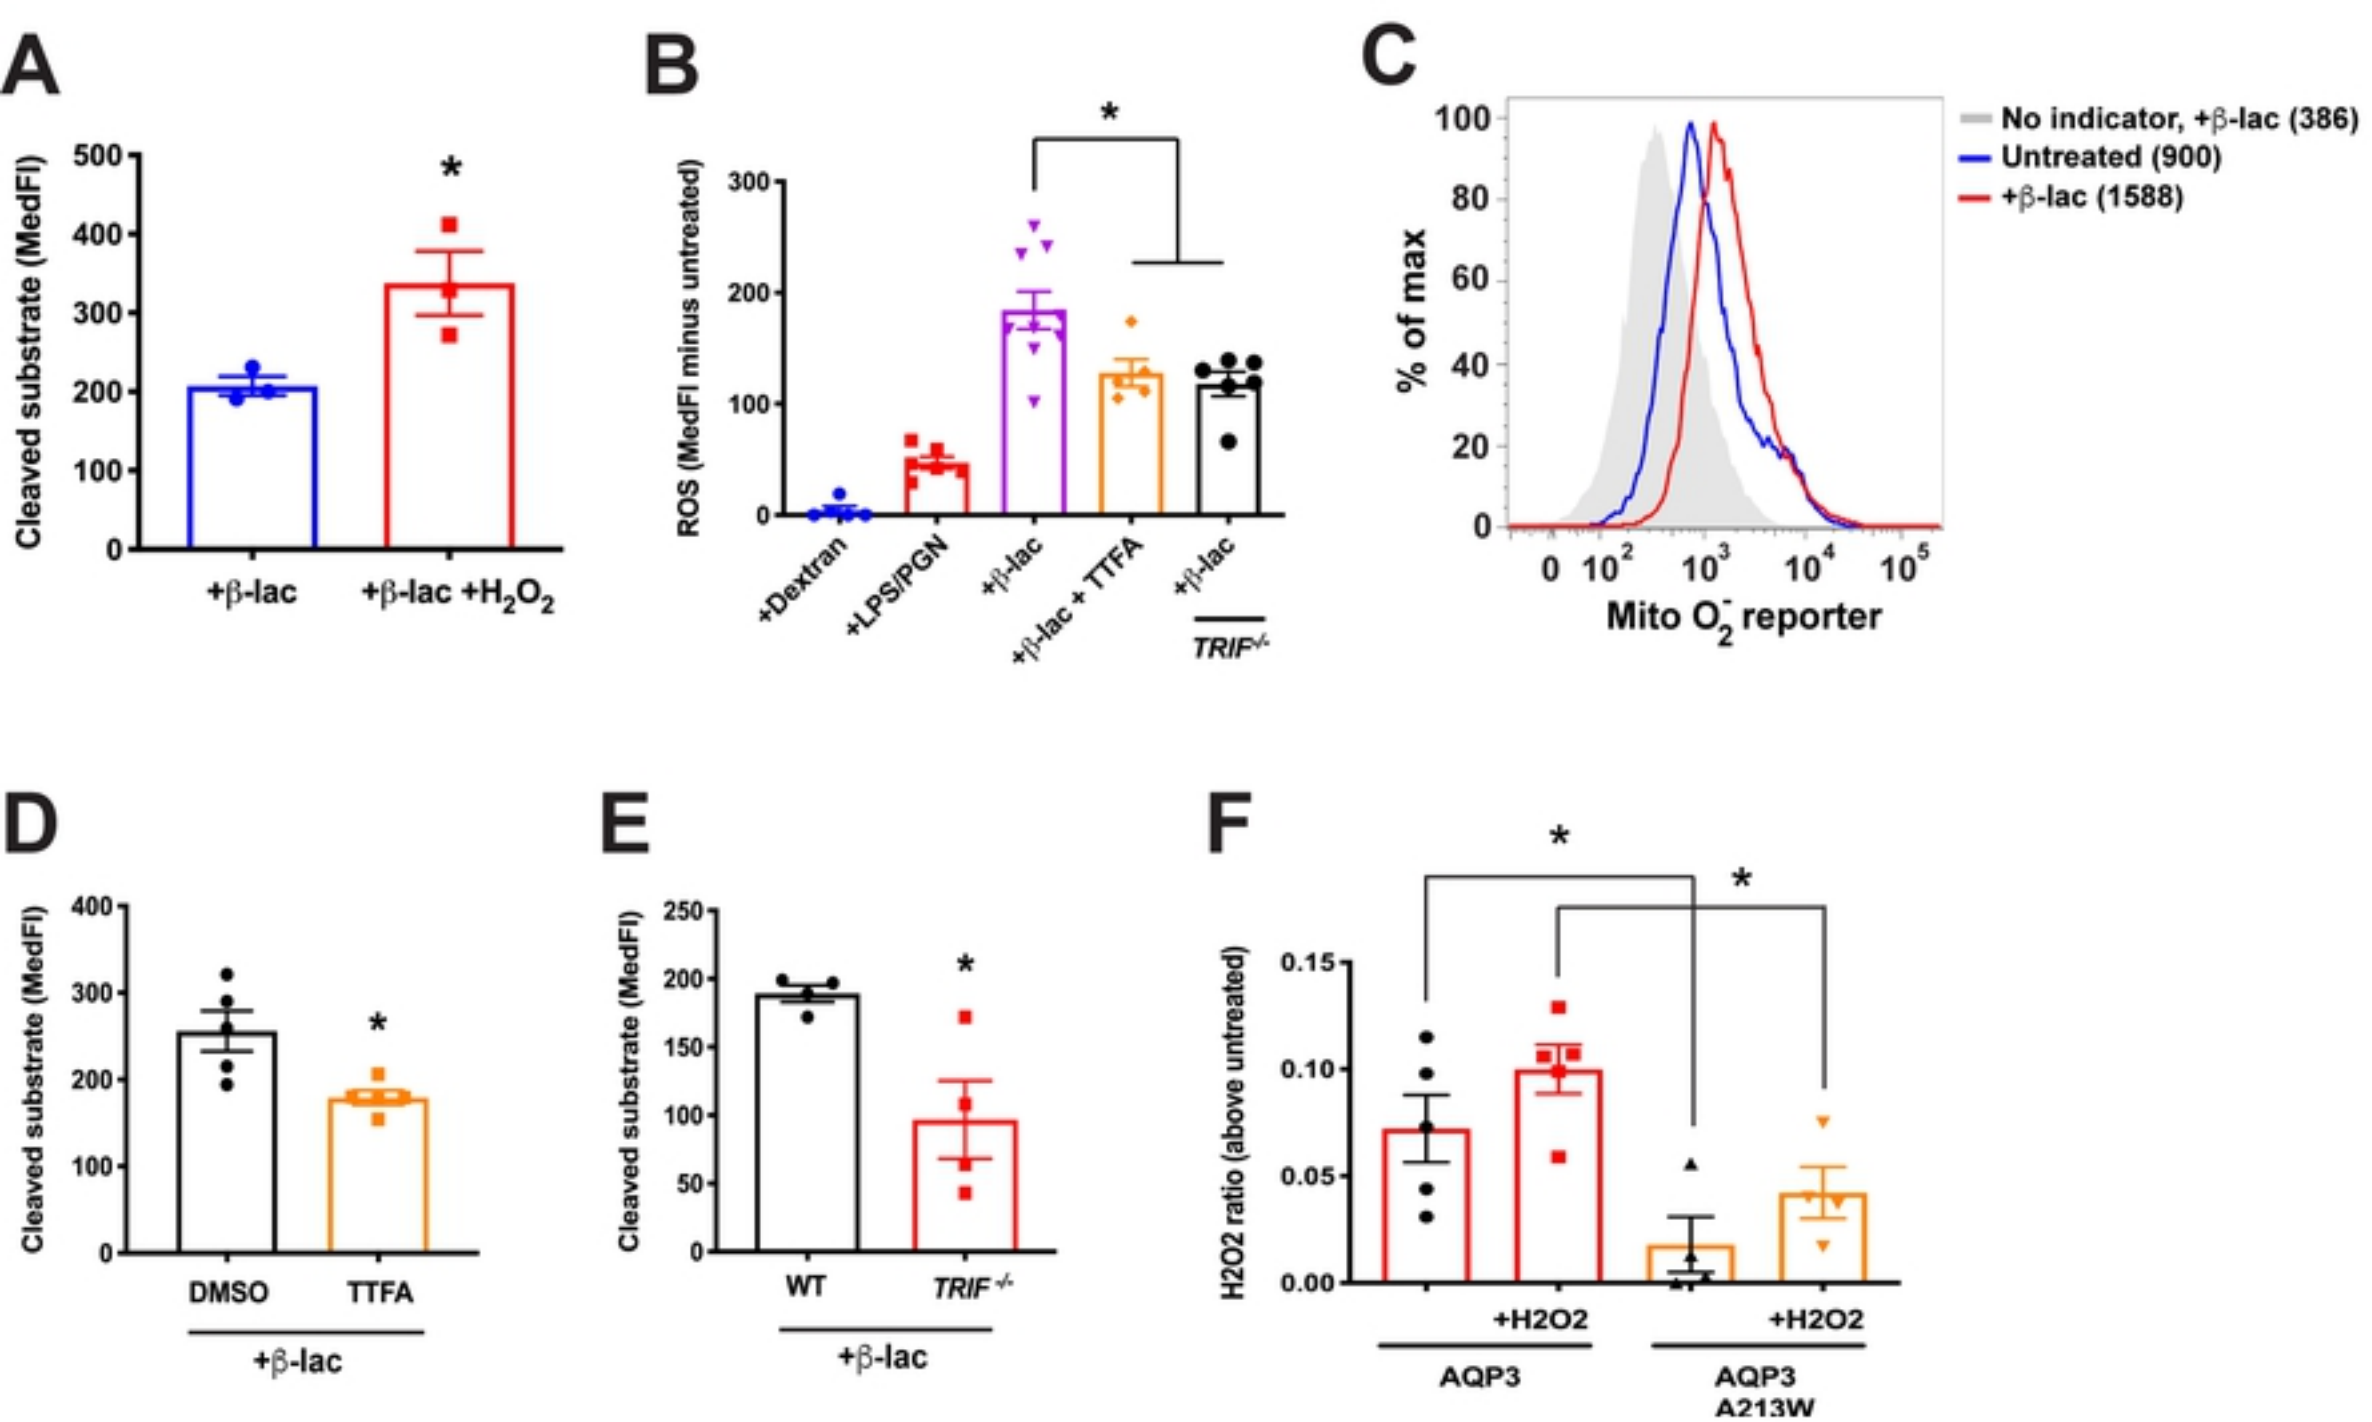 A
Cleaved substrate (MedFI)
500
400
300
200
100
0
*
+β-lac
+β-lac +H2O2
B
ROS (MedFI minus untreated)
300
200
100
0
*
+Dextran
+LPS/PGN
+β-lac
+β-lac + TTFA
+β-lac
TRIF-/-
C
% of max
100
80
60
40
20
0
0 10^2 10^3 10^4 10^5
Mito O2- reporter
No indicator, +β-lac (386)
Untreated (900)
+β-lac (1588)
D
Cleaved substrate (MedFI)
400
300
200
100
0
*
DMSO
TTFA
+β-lac
E
Cleaved substrate (MedFI)
250
200
150
100
50
0
*
WT
TRIF -/-
+β-lac
F
H2O2 ratio (above untreated)
0.15
0.10
0.05
0.00
*
*
+H2O2
+H2O2
AQP3
AQP3
A213W